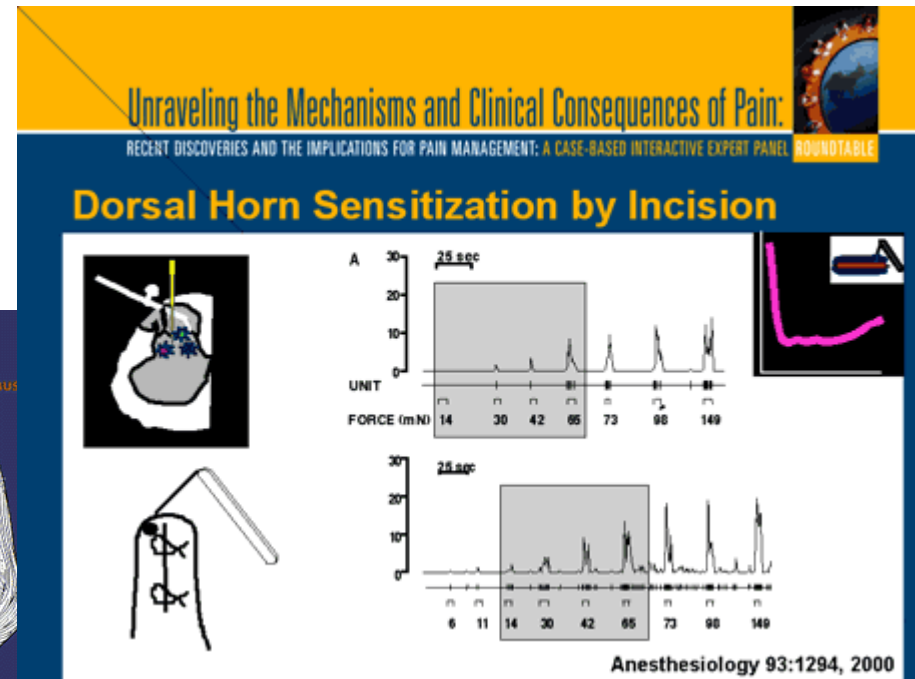 Unraveling the Mechanisms and Clinical Consequences of Pain:
RECENT DISCOVERIES AND THE IMPLICATIONS FOR PAIN MANAGEMENT: A CASE-BASED INTERACTIVE EXPERT PANEL ROUNDTABLE
Dorsal Horn Sensitization by Incision
A
25 sec
30
20
10
0
UNIT
FORCE (mN) 14 30 42 65 73 98 149
25 sec
30
20
10
0
6 11 14 30 42 65 73 98 149
Anesthesiology 93:1294, 2000